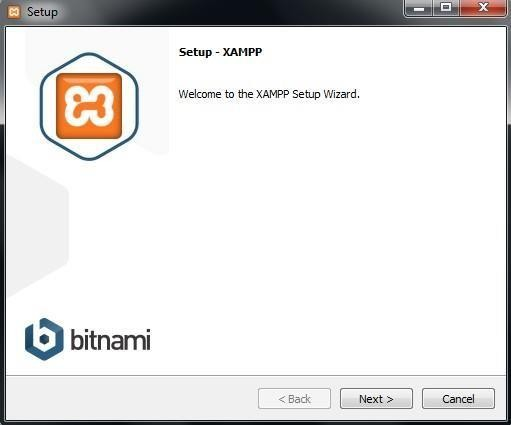 Setup
Setup - XAMPP
Welcome to the XAMPP Setup Wizard.
bitnami
< Back
Next >
Cancel